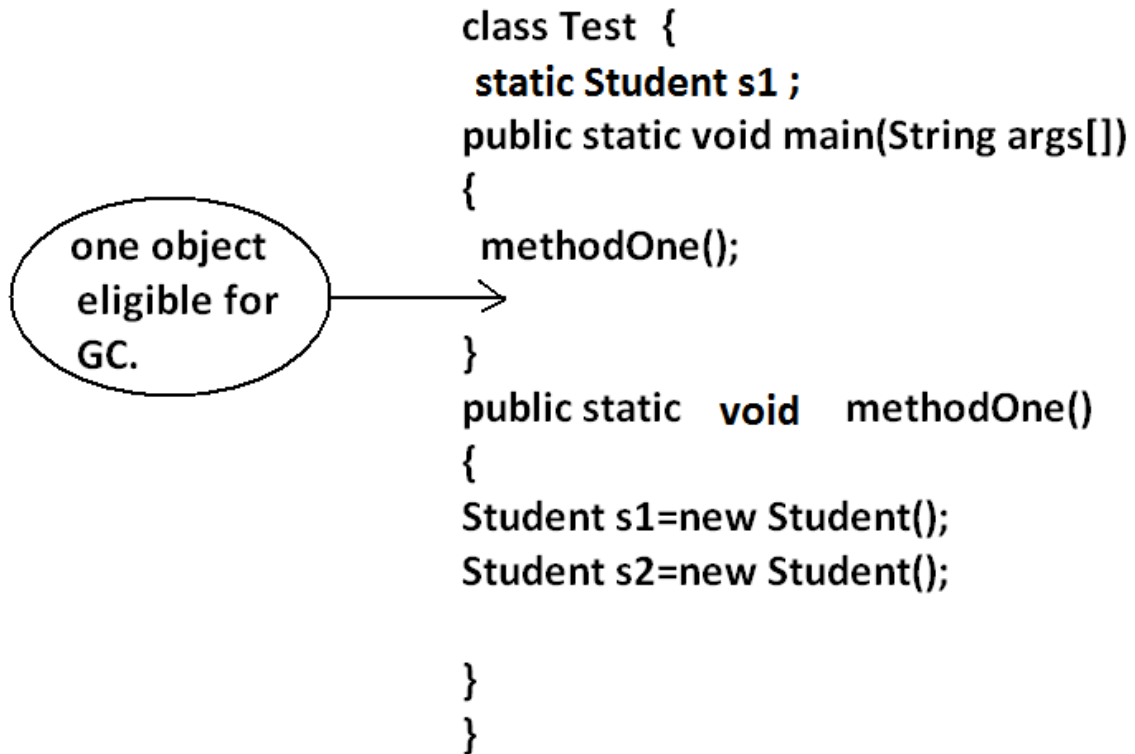 class Test {
static Student s1 ;
public static void main(String args[])
{
methodOne();
one object
eligible for
GC.
}
public static void methodOne()
{
Student s1=new Student();
Student s2=new Student();
}
}